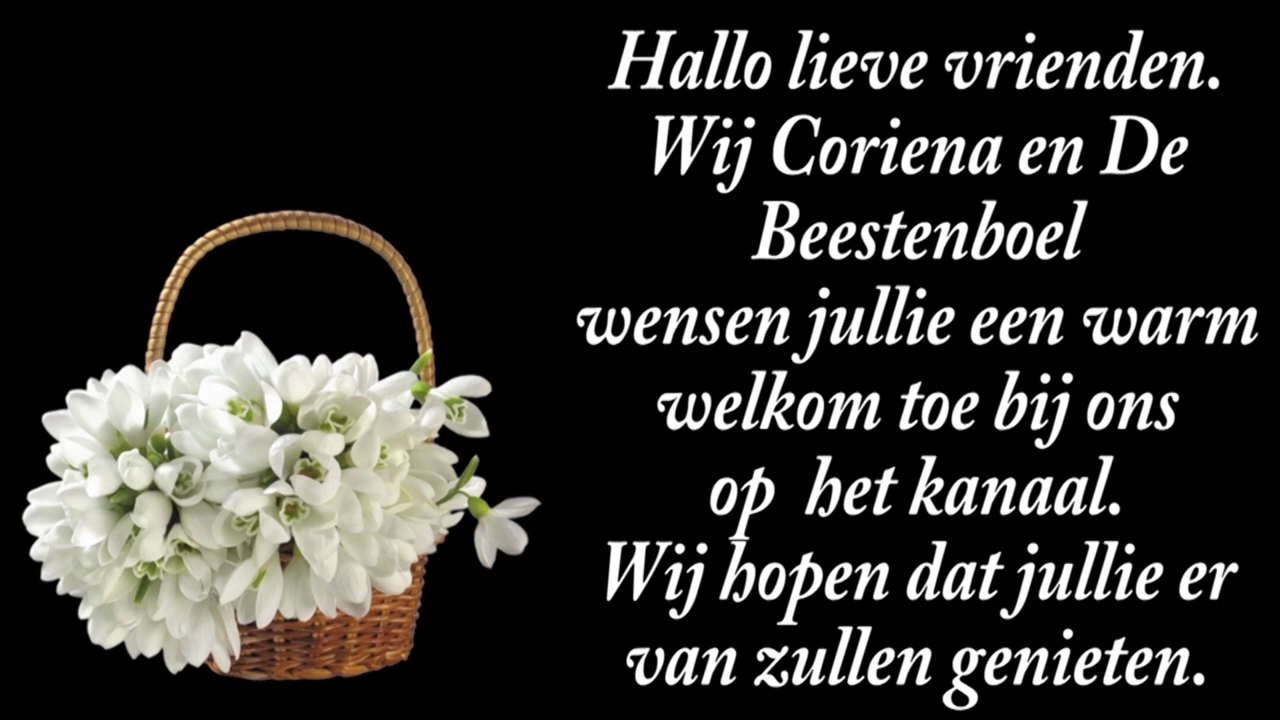 Hallo lieve vrienden.
Wij Coriena en De
Beestenboel
wensen jullie een warm
welkom toe bij ons
op het kanaal.
Wij hopen dat jullie er
van zullen genieten.